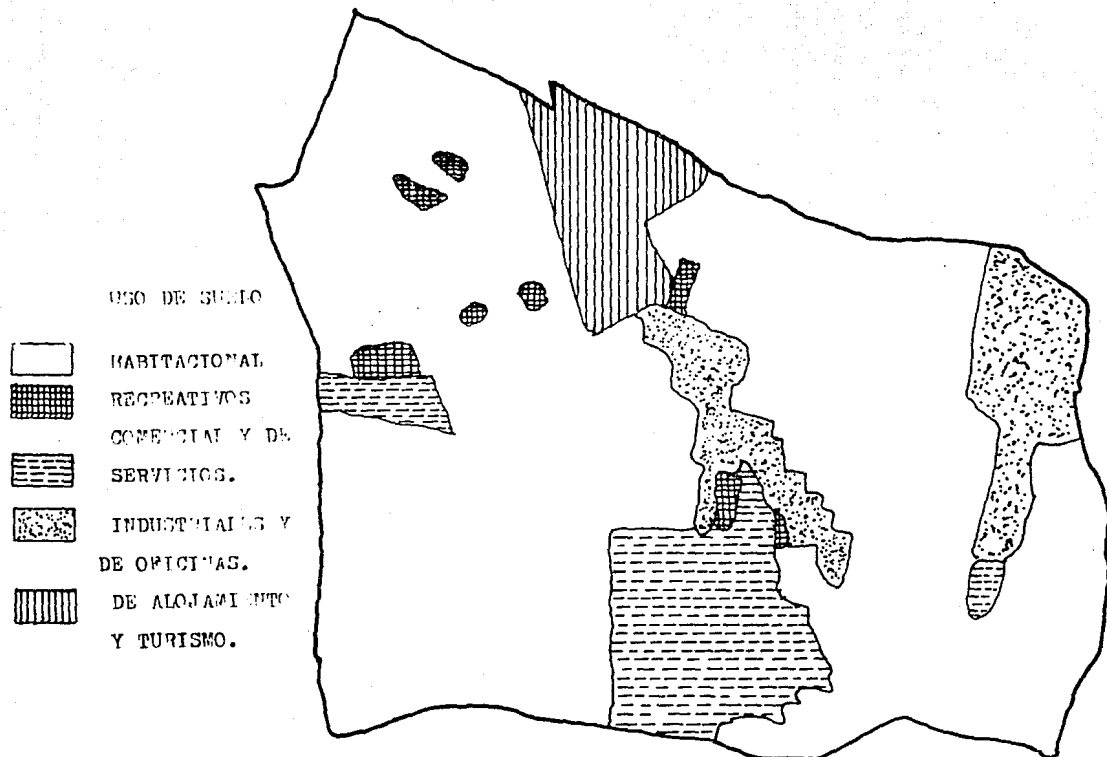 USO DE SUELO
HABITACIONAL
RECREATIVOS
COMERCIAL Y DE
SERVICIOS.
INDUSTRIALES Y
DE OFICINAS.
DE ALOJAMIENTO
Y TURISMO.